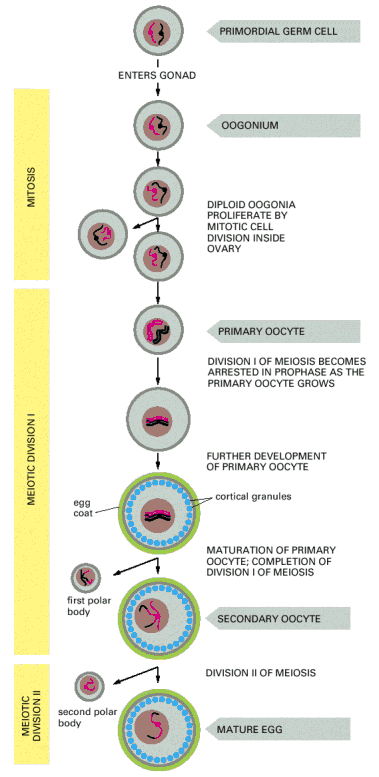 PRIMORDIAL GERM CELL
ENTERS GONAD
MITOSIS
OOGONIUM
DIPLOID OOGONIA
PROLIFERATE BY
MITOTIC CELL
DIVISION INSIDE
OVARY
MEIOTIC DIVISION I
PRIMARY OOCYTE
DIVISION I OF MEIOSIS BECOMES
ARRESTED IN PROPHASE AS THE
PRIMARY OOCYTE GROWS
FURTHER DEVELOPMENT
OF PRIMARY OOCYTE
egg
coat
cortical granules
MATURATION OF PRIMARY
OOCYTE; COMPLETION OF
DIVISION I OF MEIOSIS
first polar
body
SECONDARY OOCYTE
MEIOTIC
DIVISION II
DIVISION II OF MEIOSIS
second polar
body
MATURE EGG